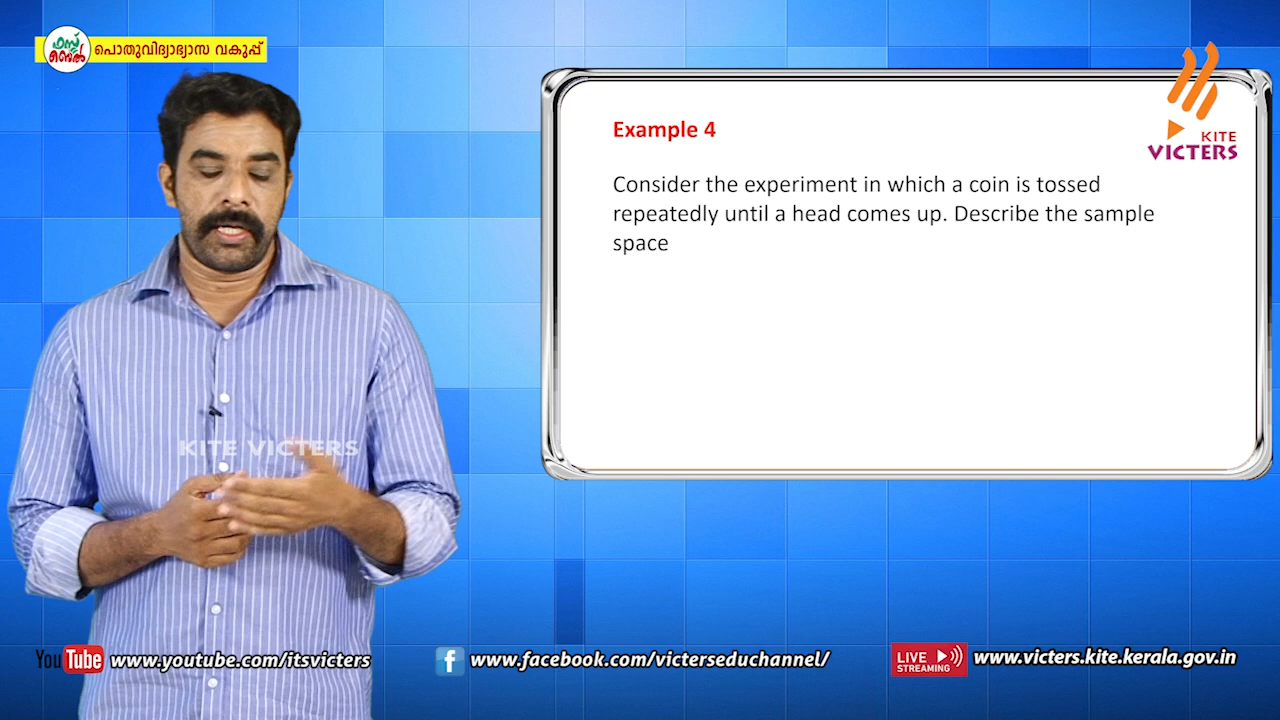 ഫസ്റ്റ്
ബെൽ
പൊതുവിദ്യാഭ്യാസ വകുപ്പ്
KITE
VICTERS
Example 4
Consider the experiment in which a coin is tossed
repeatedly until a head comes up. Describe the sample
space
KITE VICTERS
YouTube www.youtube.com/itsvicters
f www.facebook.com/victerseduchannel/
LIVE
STREAMING
www.victers.kite.kerala.gov.in